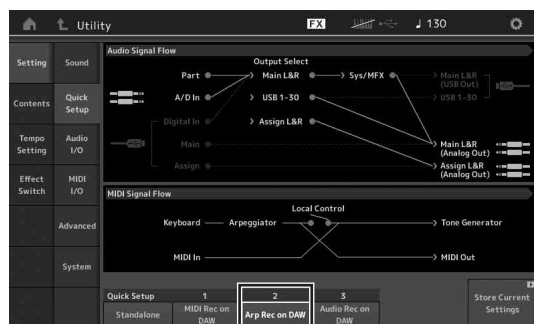 Utility
FX
130
Setting
Sound
Contents
Quick
Setup
Tempo
Setting
Audio
I/O
Effect
Switch
MIDI
I/O
Advanced
System
Audio Signal Flow
Output Select
Part
Main L&R
Sys/MFX
Main L&R
(USB Out)
A/D In
USB 1-30
USB 1-30
Digital In
Assign L&R
Main
Main L&R
(Analog Out)
Assign
Assign L&R
(Analog Out)
MIDI Signal Flow
Local Control
Keyboard
Arpeggiator
Tone Generator
MIDI In
MIDI Out
Quick Setup
1
2
3
Standalone
MIDI Rec on
DAW
Arp Rec on DAW
Audio Rec on
DAW
Store Current
Settings